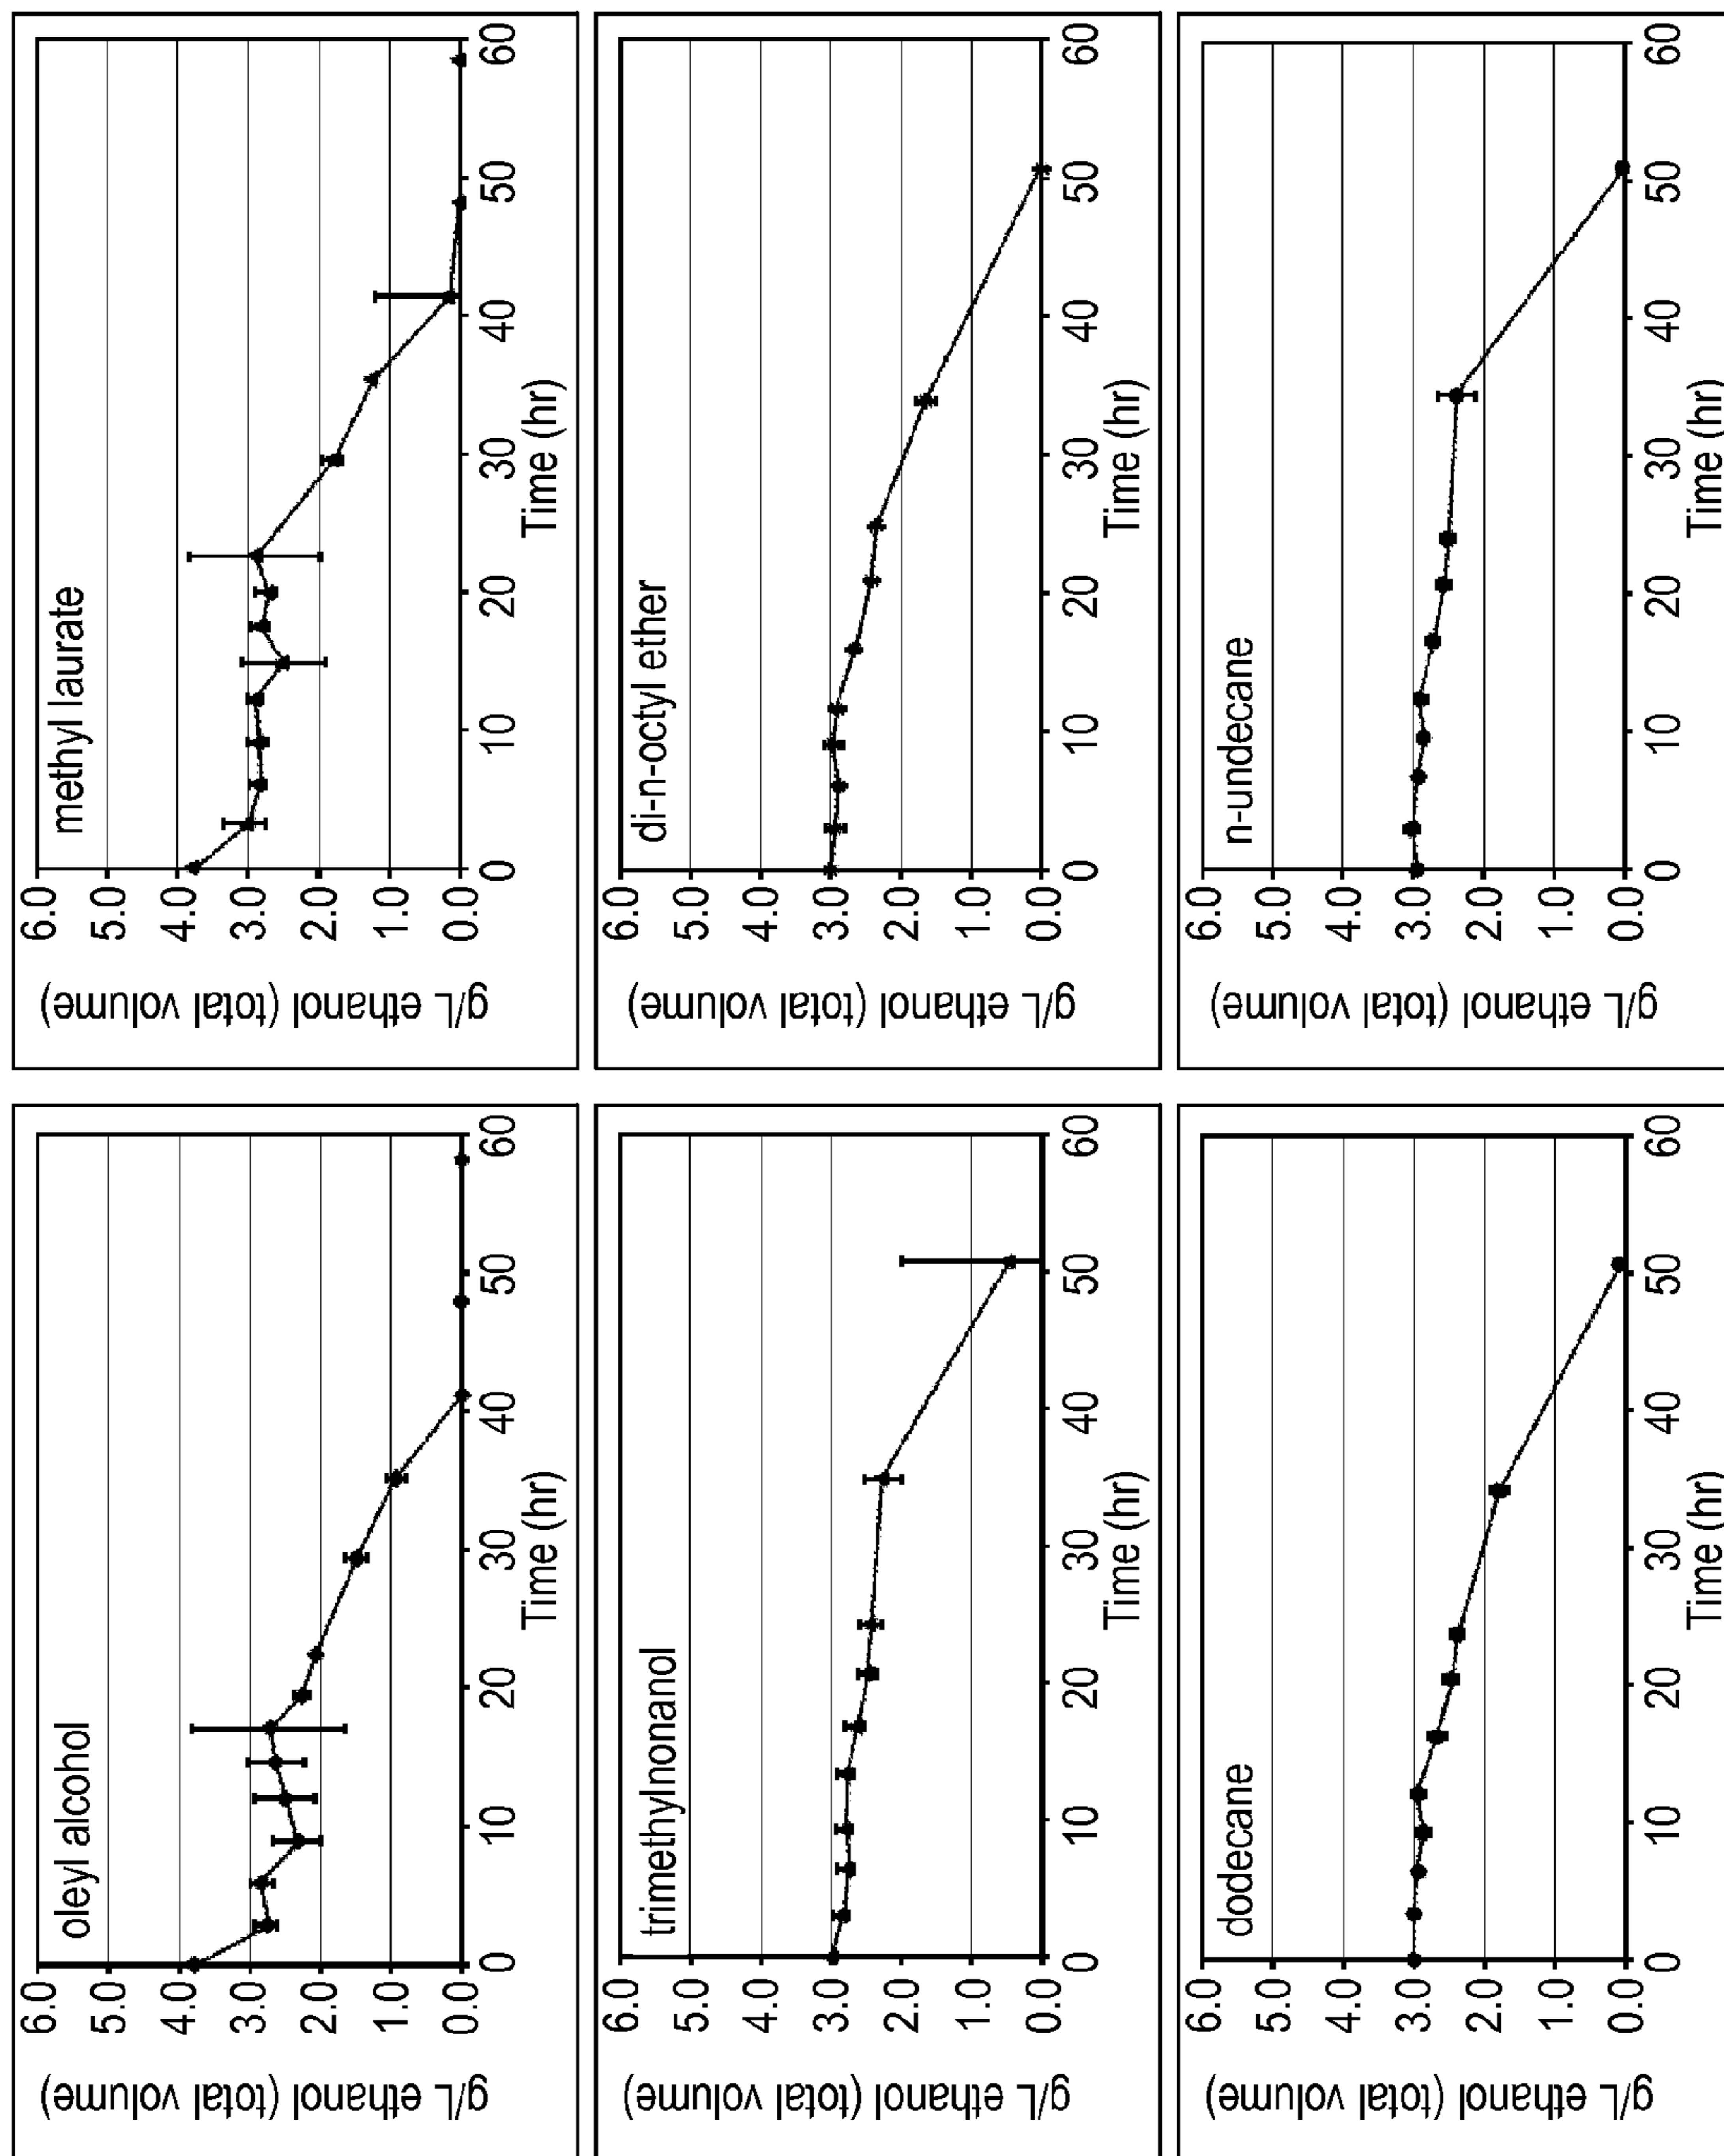 oleyl alcohol
g/L ethanol (total volume)
6.0
5.0
4.0
3.0
2.0
1.0
0.0
0 10 20 30 40 50 60
Time (hr)
methyl laurate
g/L ethanol (total volume)
6.0
5.0
4.0
3.0
2.0
1.0
0.0
0 10 20 30 40 50 60
Time (hr)
trimethylnonanol
g/L ethanol (total volume)
6.0
5.0
4.0
3.0
2.0
1.0
0.0
0 10 20 30 40 50 60
Time (hr)
di-n-octyl ether
g/L ethanol (total volume)
6.0
5.0
4.0
3.0
2.0
1.0
0.0
0 10 20 30 40 50 60
Time (hr)
dodecane
g/L ethanol (total volume)
6.0
5.0
4.0
3.0
2.0
1.0
0.0
0 10 20 30 40 50 60
Time (hr)
n-undecane
g/L ethanol (total volume)
6.0
5.0
4.0
3.0
2.0
1.0
0.0
0 10 20 30 40 50 60
Time (hr)